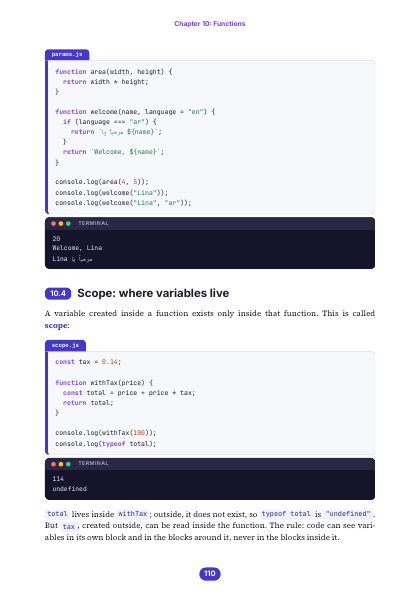 Chapter 10: Functions
params.js
function area(width, height) {
  return width * height;
}
function welcome(name, language = "en") {
  if (language === "ar") {
    return `مرحباً يا ${name}`;
  }
  return `Welcome, ${name}`;
}
console.log(area(4, 5));
console.log(welcome("Lina"));
console.log(welcome("Lina", "ar"));
TERMINAL
20
Welcome, Lina
مرحباً يا Lina
10.4 Scope: where variables live
A variable created inside a function exists only inside that function. This is called
scope:
scope.js
const tax = 0.14;
function withTax(price) {
  const total = price + price * tax;
  return total;
}
console.log(withTax(100));
console.log(typeof total);
TERMINAL
114
undefined
total lives inside withTax; outside, it does not exist, so typeof total is "undefined".
But tax, created outside, can be read inside the function. The rule: code can see vari-
ables in its own block and in the blocks around it, never in the blocks inside it.
110